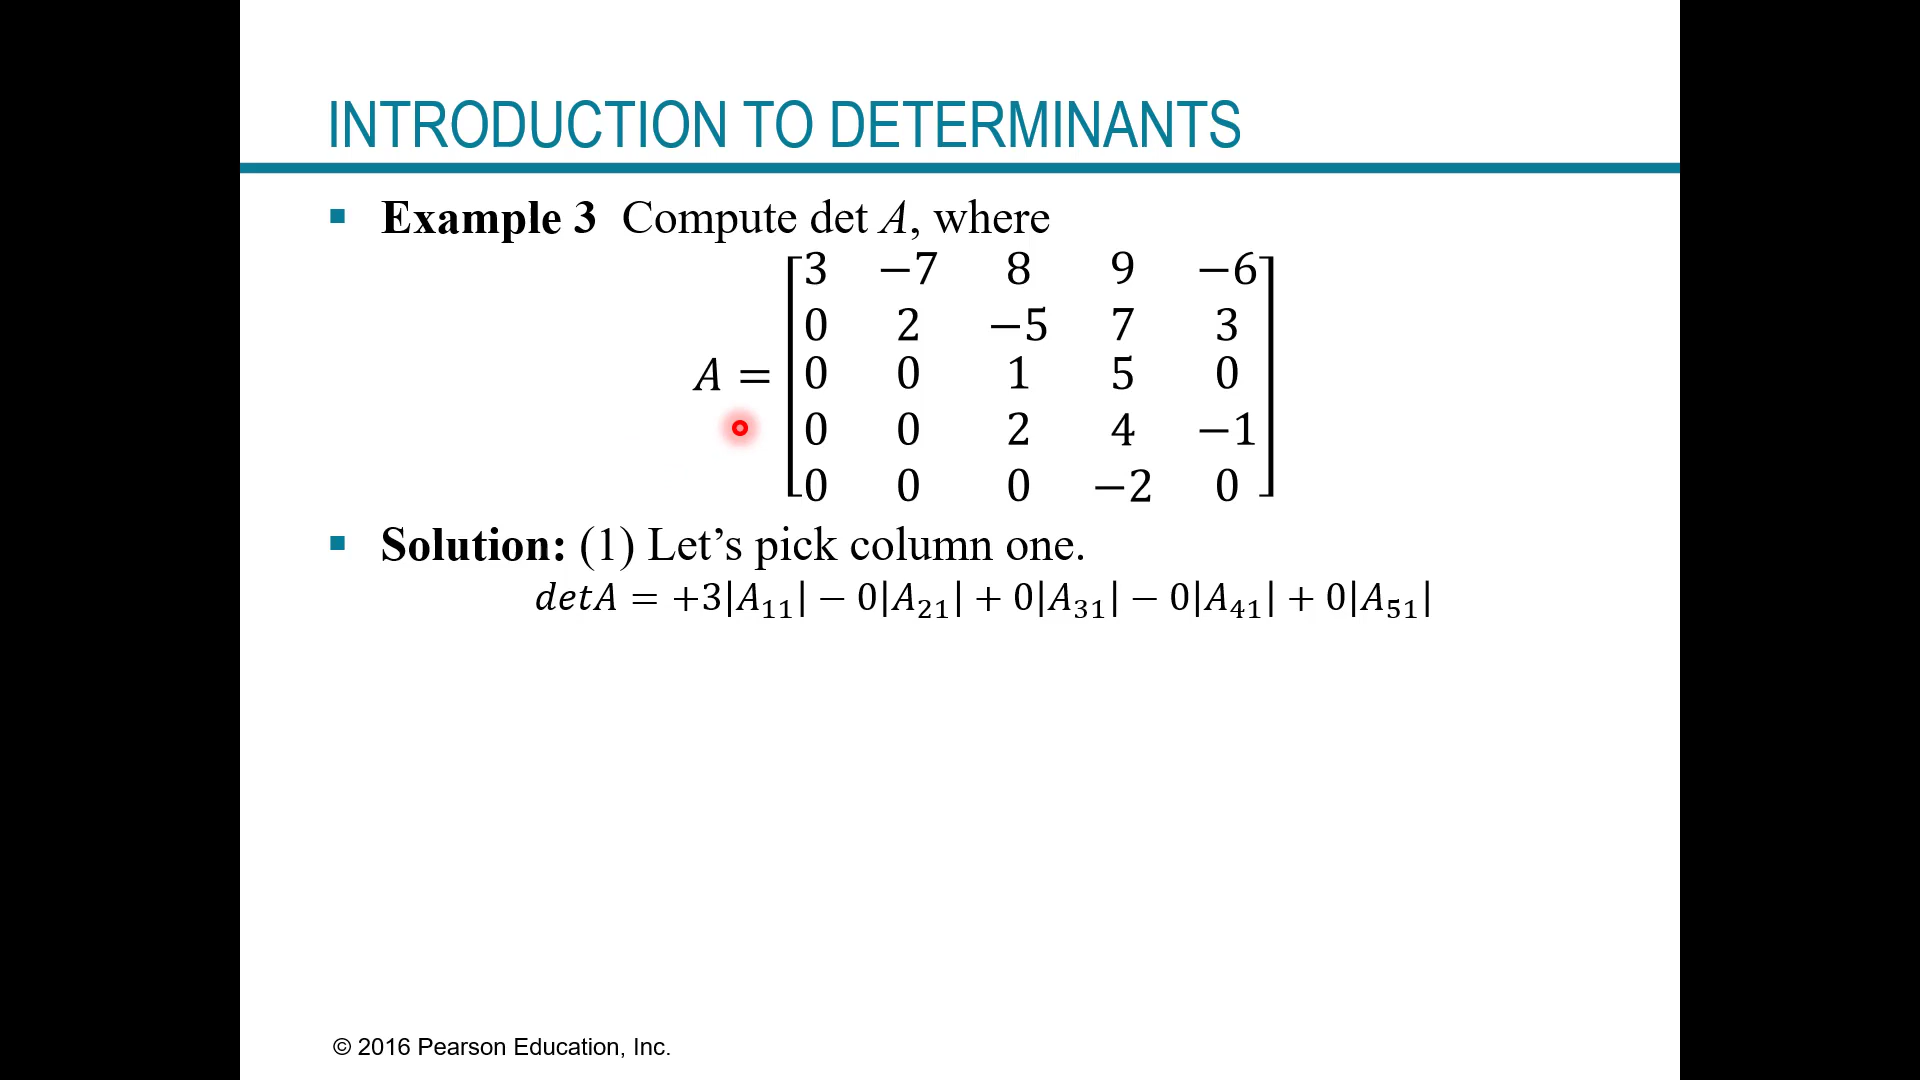 INTRODUCTION TO DETERMINANTS
Example 3 Compute det A, where
A = [3 −7 8 9 −6
0 2 −5 7 3
0 0 1 5 0
0 0 2 4 −1
0 0 0 −2 0]
Solution: (1) Let’s pick column one.
detA = +3|A₁₁| − 0|A₂₁| + 0|A₃₁| − 0|A₄₁| + 0|A₅₁|
© 2016 Pearson Education, Inc.